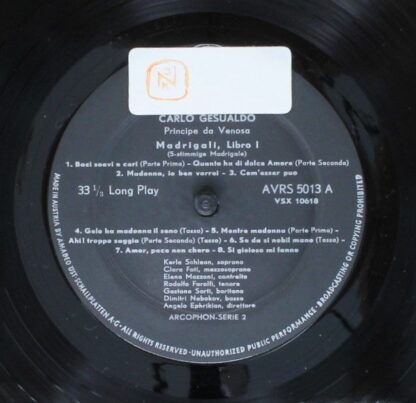 CARLO GESUALDO
Principe da Venosa
Madrigali, Libro I
(5-stimmige Madrigale)
1. Baci soavi e cari (Parte Prima) - Quanto ha di dolce Amore (Parte Seconda)
2. Madonna, io ben vorrei - 3. Com'esser puo
33 1/3 Long Play
AVRS 5013 A
VSX 10618
4. Gelo ha madonna il seno (Tasso) - 5. Mentre madonna (Parte Prima) -
Ahi! troppo saggia (Parte Seconda) (Tasso) - 6. Se da si nobil mano (Tasso) -
7. Amor, pace non chero - 8. Si gioioso mi fanno
Karla Schlean, soprano
Clara Foti, mezzosoprano
Elena Mazzoni, contralto
Rodolfo Farolfi, tenore
Gastone Sarti, baritono
Dimitri Nabokov, basso
Angelo Ephrikian, direttore
ARCOPHON-SERIE 2
MADE IN AUSTRIA BY AMADEO ÖST. SCHALLPLATTEN A-G - ALL RIGHTS RESERVED - UNAUTHORIZED PUBLIC PERFORMANCE - BROADCASTING OR COPYING PROHIBITED